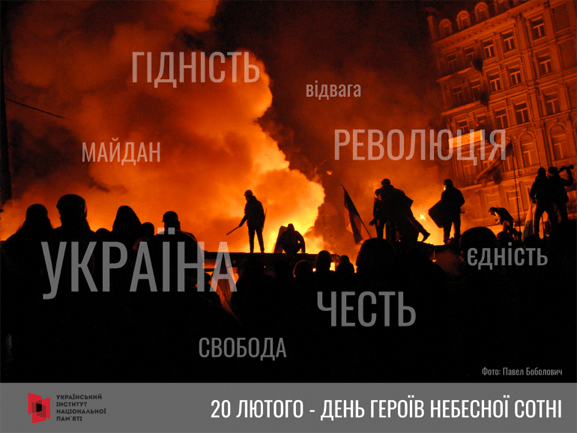 ГІДНІСТЬ
відвага
МАЙДАН
РЕВОЛЮЦІЯ
УКРАЇНА
єдність
ЧЕСТЬ
СВОБОДА
Фото: Павел Боболович
УКРАЇНСЬКИЙ
ІНСТИТУТ
НАЦІОНАЛЬНОЇ
ПАМ'ЯТІ
20 ЛЮТОГО - ДЕНЬ ГЕРОЇВ НЕБЕСНОЇ СОТНІ